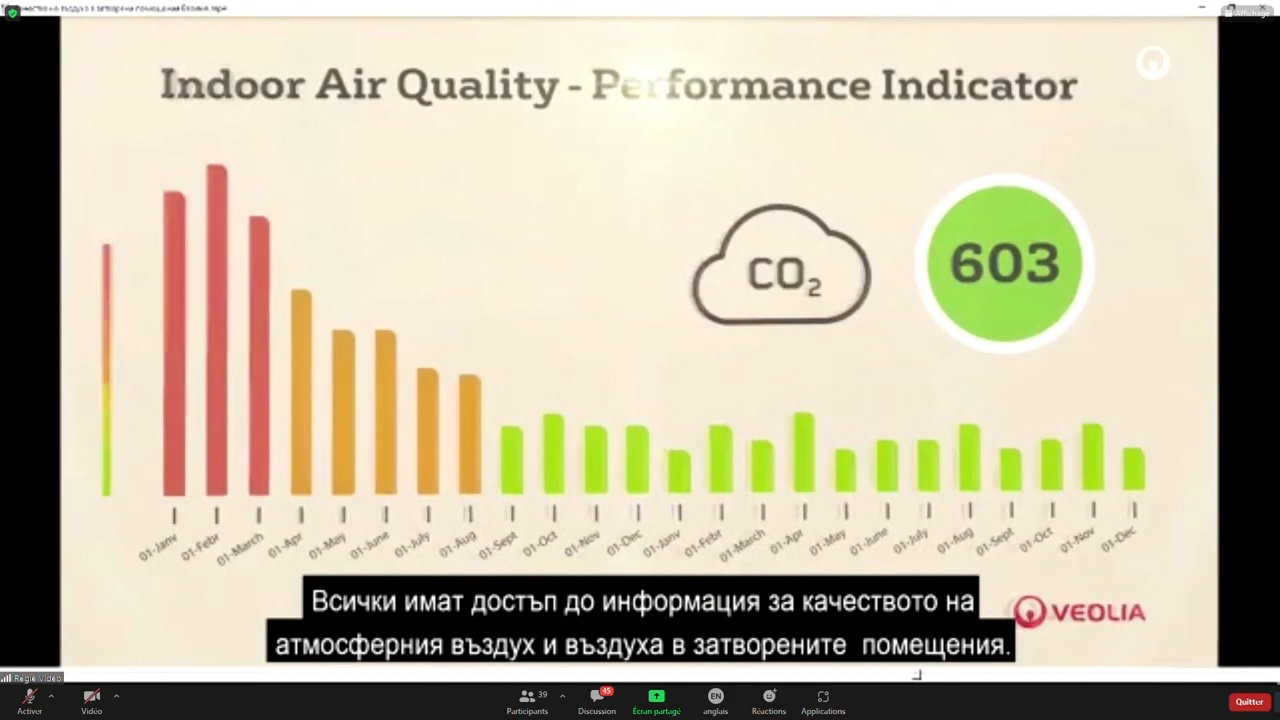 Affichage
Indoor Air Quality - Performance Indicator
CO₂
603
01-Janv
01-Febr
01-March
01-Apr
01-May
01-June
01-July
01-Aug
01-Sept
01-Oct
01-Nov
01-Dec
01-Janv
01-Febr
01-March
01-Apr
01-May
01-June
01-July
01-Aug
01-Sept
01-Oct
01-Nov
01-Dec
Всички имат достъп до информация за качеството на
атмосферния въздух и въздуха в затворените помещения.
VEOLIA
Regie Video
39
45
EN
Activer
Vidéo
Participants
Discussion
Écran partagé
anglais
Réactions
Applications
Quitter